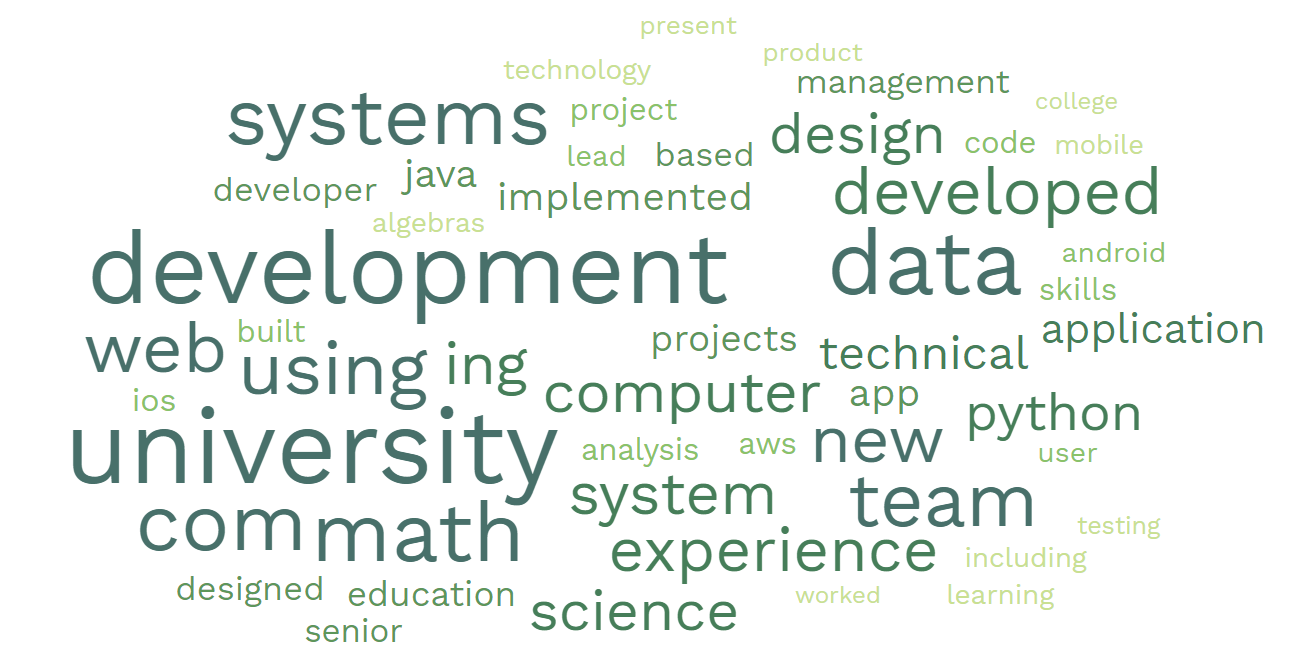 present
product
technology
management
college
systems
project
design
code
mobile
lead
based
java
developer
implemented
developed
algebras
development
data
android
skills
web
built
using
ing
projects
technical
application
ios
computer
app
python
university
analysis
aws
new
user
system
team
com
math
testing
experience
including
designed
education
science
worked
learning
senior